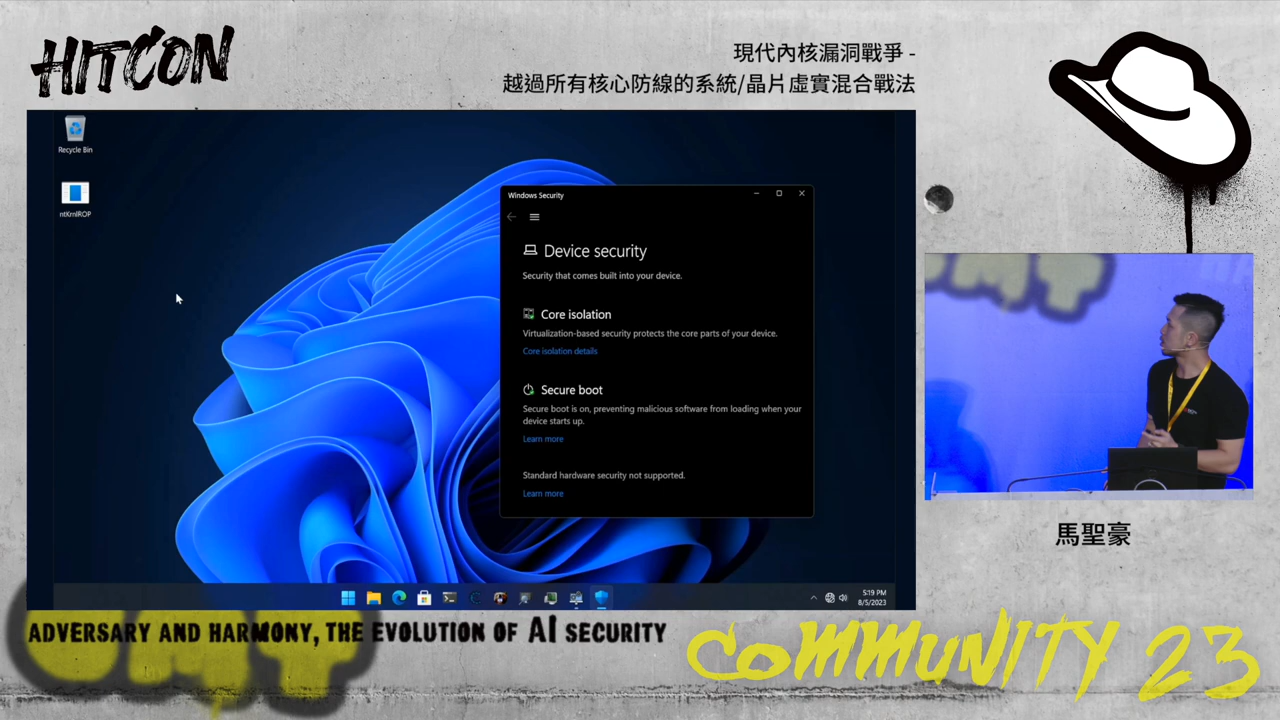 HITCON
現代內核漏洞戰爭 -
越過所有核心防線的系統/晶片虛實混合戰法
Recycle Bin
ntKrnlROP
Windows Security
Device security
Security that comes built into your device.
Core isolation
Virtualization-based security protects the core parts of your device.
Core isolation details
Secure boot
Secure boot is on, preventing malicious software from loading when your
device starts up.
Learn more
Standard hardware security not supported.
Learn more
5:19 PM
8/5/2023
馬聖豪
ADVERSARY AND HARMONY, THE EVOLUTION OF AI SECURITY
COMMUNITY 23